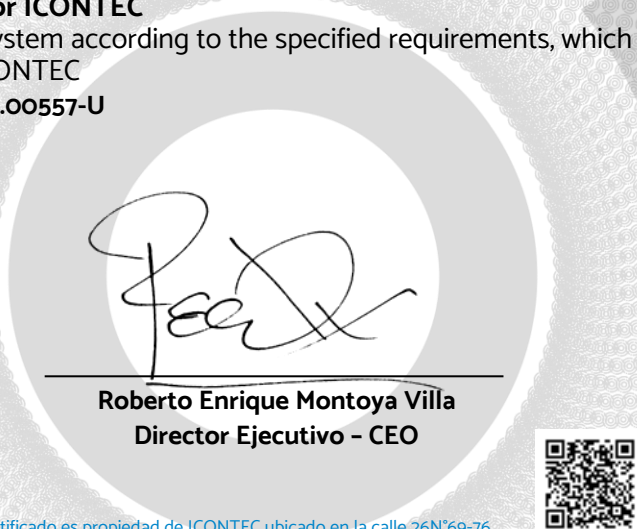 or ICONTEC
ystem according to the specified requirements, which
ONTEC
.00557-U
Roberto Enrique Montoya Villa
Director Ejecutivo – CEO
tificado es propiedad de ICONTEC ubicado en la calle 26N°69-76